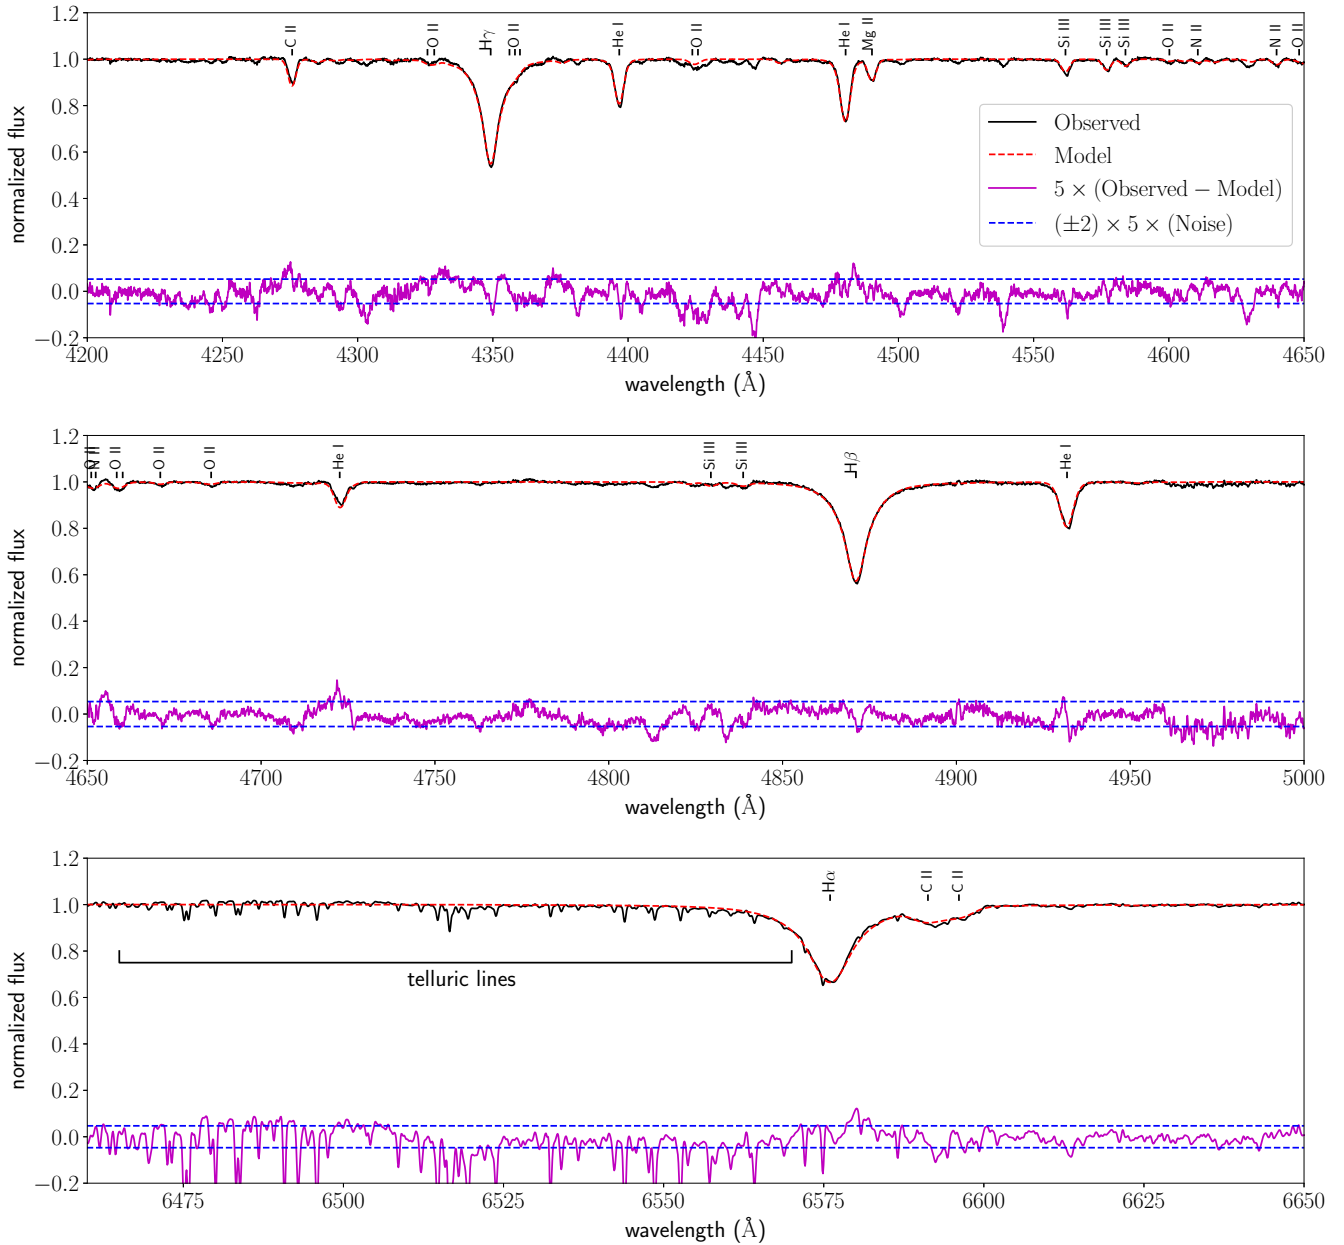 C II
O II
Hγ
O II
He I
O II
He I
Mg II
Si III
Si III
Si III
O II
N II
N II
O II
1.2
1.0
0.8
0.6
0.4
0.2
0.0
−0.2
normalized flux
Observed
Model
5 × (Observed − Model)
(±2) × 5 × (Noise)
4200 4250 4300 4350 4400 4450 4500 4550 4600 4650
wavelength (Å)
O II
N II
O II
O II
O II
He I
Si III
Si III
Hβ
He I
1.2
1.0
0.8
0.6
0.4
0.2
0.0
−0.2
normalized flux
4650 4700 4750 4800 4850 4900 4950 5000
wavelength (Å)
Hα
C II
C II
1.2
1.0
0.8
0.6
0.4
0.2
0.0
−0.2
normalized flux
telluric lines
6475 6500 6525 6550 6575 6600 6625 6650
wavelength (Å)